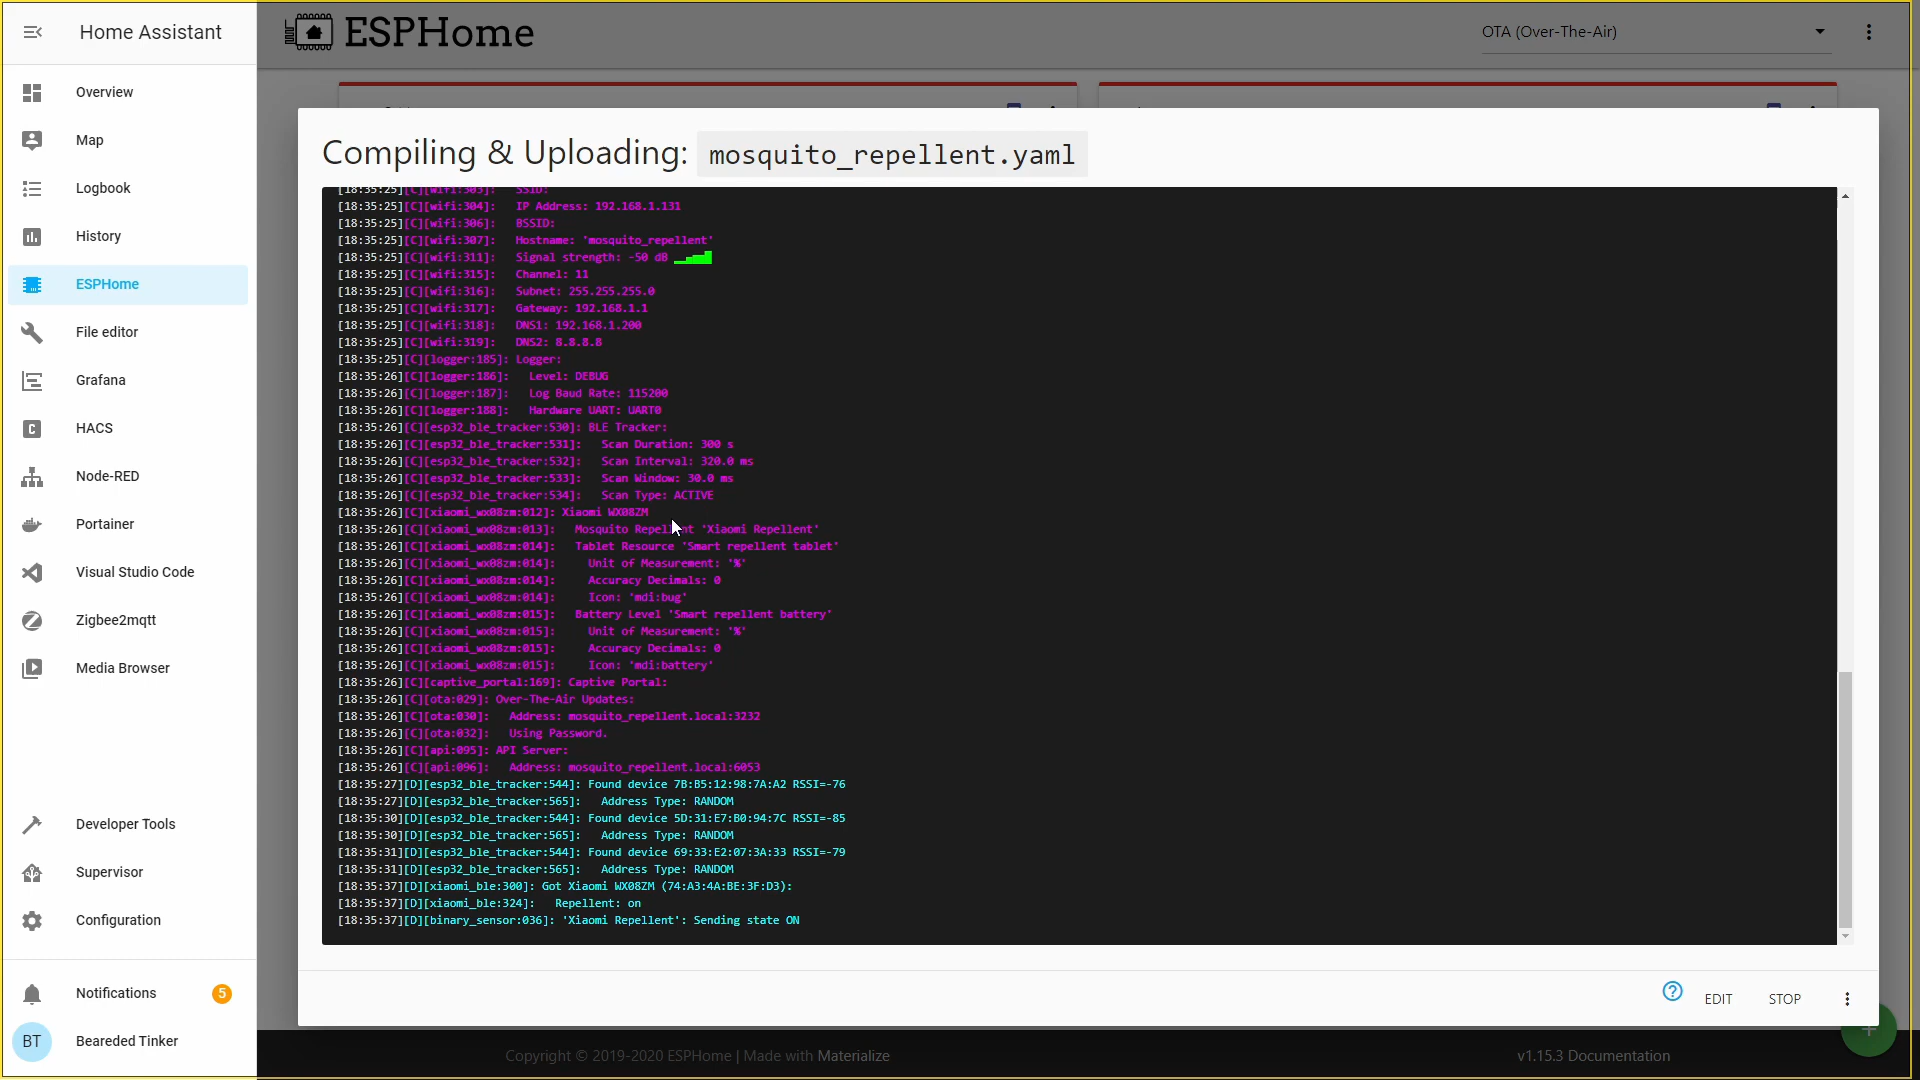 Home Assistant
Overview
Map
Logbook
History
ESPHome
File editor
Grafana
HACS
Node-RED
Portainer
Visual Studio Code
Zigbee2mqtt
Media Browser
Developer Tools
Supervisor
Configuration
Notifications 5
BT Bearded Tinker
ESPHome
OTA (Over-The-Air)
Compiling & Uploading: mosquito_repellent.yaml
[18:35:25][C][wifi:303]: SSID:
[18:35:25][C][wifi:304]: IP Address: 192.168.1.131
[18:35:25][C][wifi:306]: BSSID:
[18:35:25][C][wifi:307]: Hostname: 'mosquito_repellent'
[18:35:25][C][wifi:311]: Signal strength: -50 dB ▂▄▆█
[18:35:25][C][wifi:315]: Channel: 11
[18:35:25][C][wifi:316]: Subnet: 255.255.255.0
[18:35:25][C][wifi:317]: Gateway: 192.168.1.1
[18:35:25][C][wifi:318]: DNS1: 192.168.1.200
[18:35:25][C][wifi:319]: DNS2: 8.8.8.8
[18:35:25][C][logger:185]: Logger:
[18:35:26][C][logger:186]: Level: DEBUG
[18:35:26][C][logger:187]: Log Baud Rate: 115200
[18:35:26][C][logger:188]: Hardware UART: UART0
[18:35:26][C][esp32_ble_tracker:530]: BLE Tracker:
[18:35:26][C][esp32_ble_tracker:531]: Scan Duration: 300 s
[18:35:26][C][esp32_ble_tracker:532]: Scan Interval: 320.0 ms
[18:35:26][C][esp32_ble_tracker:533]: Scan Window: 30.0 ms
[18:35:26][C][esp32_ble_tracker:534]: Scan Type: ACTIVE
[18:35:26][C][xiaomi_wx08zm:012]: Xiaomi WX08ZM
[18:35:26][C][xiaomi_wx08zm:013]: Mosquito Repellent 'Xiaomi Repellent'
[18:35:26][C][xiaomi_wx08zm:014]: Tablet Resource 'Smart repellent tablet'
[18:35:26][C][xiaomi_wx08zm:014]: Unit of Measurement: '%'
[18:35:26][C][xiaomi_wx08zm:014]: Accuracy Decimals: 0
[18:35:26][C][xiaomi_wx08zm:014]: Icon: 'mdi:bug'
[18:35:26][C][xiaomi_wx08zm:015]: Battery Level 'Smart repellent battery'
[18:35:26][C][xiaomi_wx08zm:015]: Unit of Measurement: '%'
[18:35:26][C][xiaomi_wx08zm:015]: Accuracy Decimals: 0
[18:35:26][C][xiaomi_wx08zm:015]: Icon: 'mdi:battery'
[18:35:26][C][captive_portal:169]: Captive Portal:
[18:35:26][C][ota:029]: Over-The-Air Updates:
[18:35:26][C][ota:030]: Address: mosquito_repellent.local:3232
[18:35:26][C][ota:032]: Using Password.
[18:35:26][C][api:095]: API Server:
[18:35:26][C][api:096]: Address: mosquito_repellent.local:6053
[18:35:27][D][esp32_ble_tracker:544]: Found device 7B:B5:12:98:7A:A2 RSSI=-76
[18:35:27][D][esp32_ble_tracker:565]: Address Type: RANDOM
[18:35:30][D][esp32_ble_tracker:544]: Found device 5D:31:E7:B0:94:7C RSSI=-85
[18:35:30][D][esp32_ble_tracker:565]: Address Type: RANDOM
[18:35:31][D][esp32_ble_tracker:544]: Found device 69:33:E2:07:3A:33 RSSI=-79
[18:35:31][D][esp32_ble_tracker:565]: Address Type: RANDOM
[18:35:37][D][xiaomi_ble:300]: Got Xiaomi WX08ZM (74:A3:4A:BE:3F:D3):
[18:35:37][D][xiaomi_ble:324]: Repellent: on
[18:35:37][D][binary_sensor:036]: 'Xiaomi Repellent': Sending state ON
EDIT
STOP
Copyright © 2019-2020 ESPHome | Made with Materialize
v1.15.3 Documentation